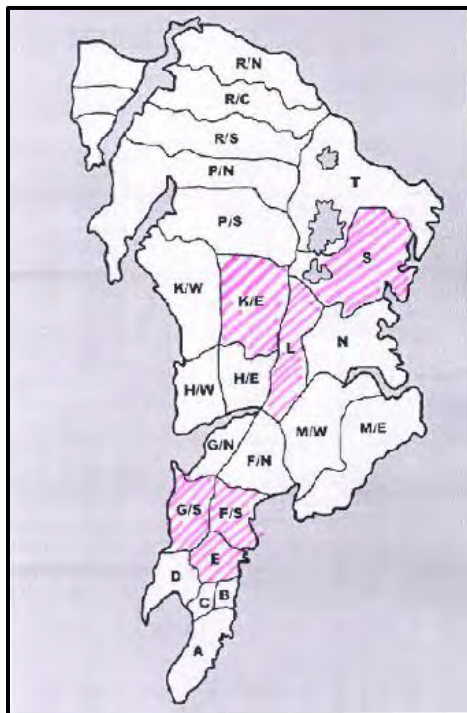 R/N
R/C
R/S
P/N
T
P/S
S
K/W
K/E
L
N
H/W
H/E
G/N
F/N
M/W
M/E
G/S
F/S
E
D
C
B
A